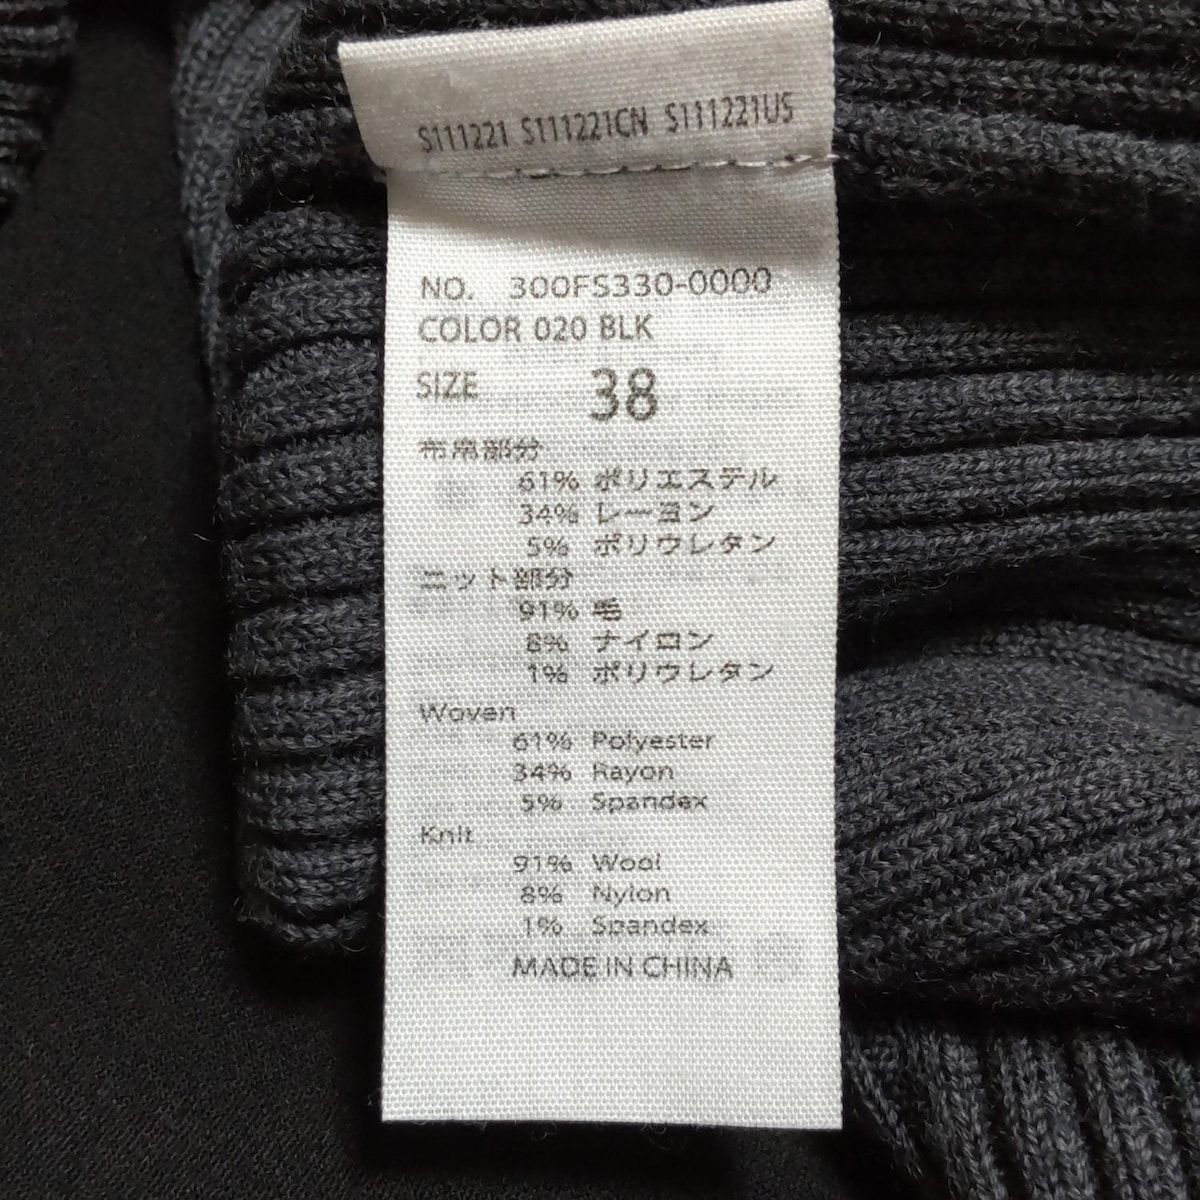 S111221 S111221CN S111221US
NO. 300FS330-0000
COLOR 020 BLK
SIZE 38
布帛部分
61% ポリエステル
34% レーヨン
5% ポリウレタン
ニット部分
91% 毛
8% ナイロン
1% ポリウレタン
Woven
61% Polyester
34% Rayon
5% Spandex
Knit
91% Wool
8% Nylon
1% Spandex
MADE IN CHINA